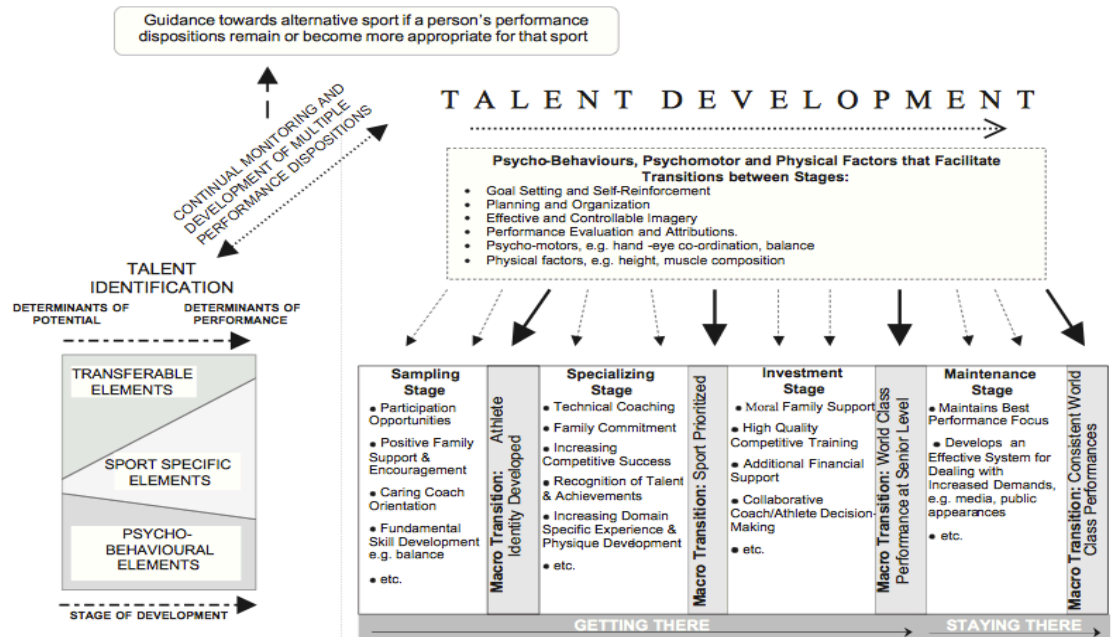 Guidance towards alternative sport if a person's performance
dispositions remain or become more appropriate for that sport
CONTINUAL MONITORING AND
DEVELOPMENT OF MULTIPLE
PERFORMANCE DISPOSITIONS
TALENT DEVELOPMENT
Psycho-Behaviours, Psychomotor and Physical Factors that Facilitate
Transitions between Stages:
• Goal Setting and Self-Reinforcement
• Planning and Organization
• Effective and Controllable Imagery
• Performance Evaluation and Attributions.
• Psycho-motors, e.g. hand -eye co-ordination, balance
• Physical factors, e.g. height, muscle composition
TALENT
IDENTIFICATION
DETERMINANTS OF
POTENTIAL
DETERMINANTS OF
PERFORMANCE
TRANSFERABLE
ELEMENTS
SPORT SPECIFIC
ELEMENTS
PSYCHO-
BEHAVIOURAL
ELEMENTS
STAGE OF DEVELOPMENT
Sampling
Stage
• Participation
Opportunities
• Positive Family
Support &
Encouragement
• Caring Coach
Orientation
• Fundamental
Skill Development
e.g. balance
• etc.
Macro Transition: Athlete
Identity Developed
Specializing
Stage
• Technical Coaching
• Family Commitment
• Increasing
Competitive Success
• Recognition of Talent
& Achievements
• Increasing Domain
Specific Experience &
Physique Development
• etc.
Macro Transition: Sport Prioritized
Investment
Stage
• Moral Family Support
• High Quality
Competitive Training
• Additional Financial
Support
• Collaborative
Coach/Athlete Decision-
Making
• etc.
Macro Transition: World Class
Performance at Senior Level
Maintenance
Stage
• Maintains Best
Performance Focus
• Develops an
Effective System for
Dealing with
Increased Demands,
e.g. media, public
appearances
• etc.
Macro Transition: Consistent World
Class Performances
GETTING THERE
STAYING THERE